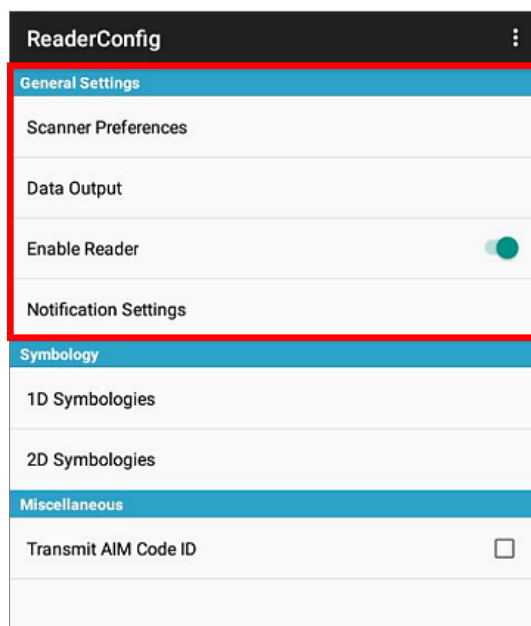 ReaderConfig
General Settings
Scanner Preferences
Data Output
Enable Reader
Notification Settings
Symbology
1D Symbologies
2D Symbologies
Miscellaneous
Transmit AIM Code ID